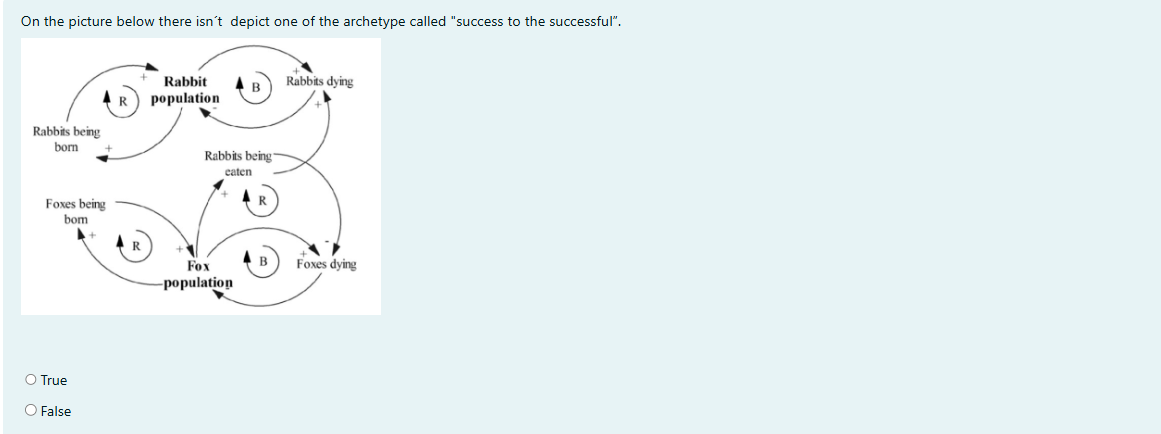 On the picture below there isn´t depict one of the archetype called "success to the successful".
+ Rabbit population
R
B
+ Rabbits dying
-
+
Rabbits being born
+
Rabbits being eaten
+
R
Foxes being born
+
R
+
Fox population
B
-
+
Foxes dying
-
True
False